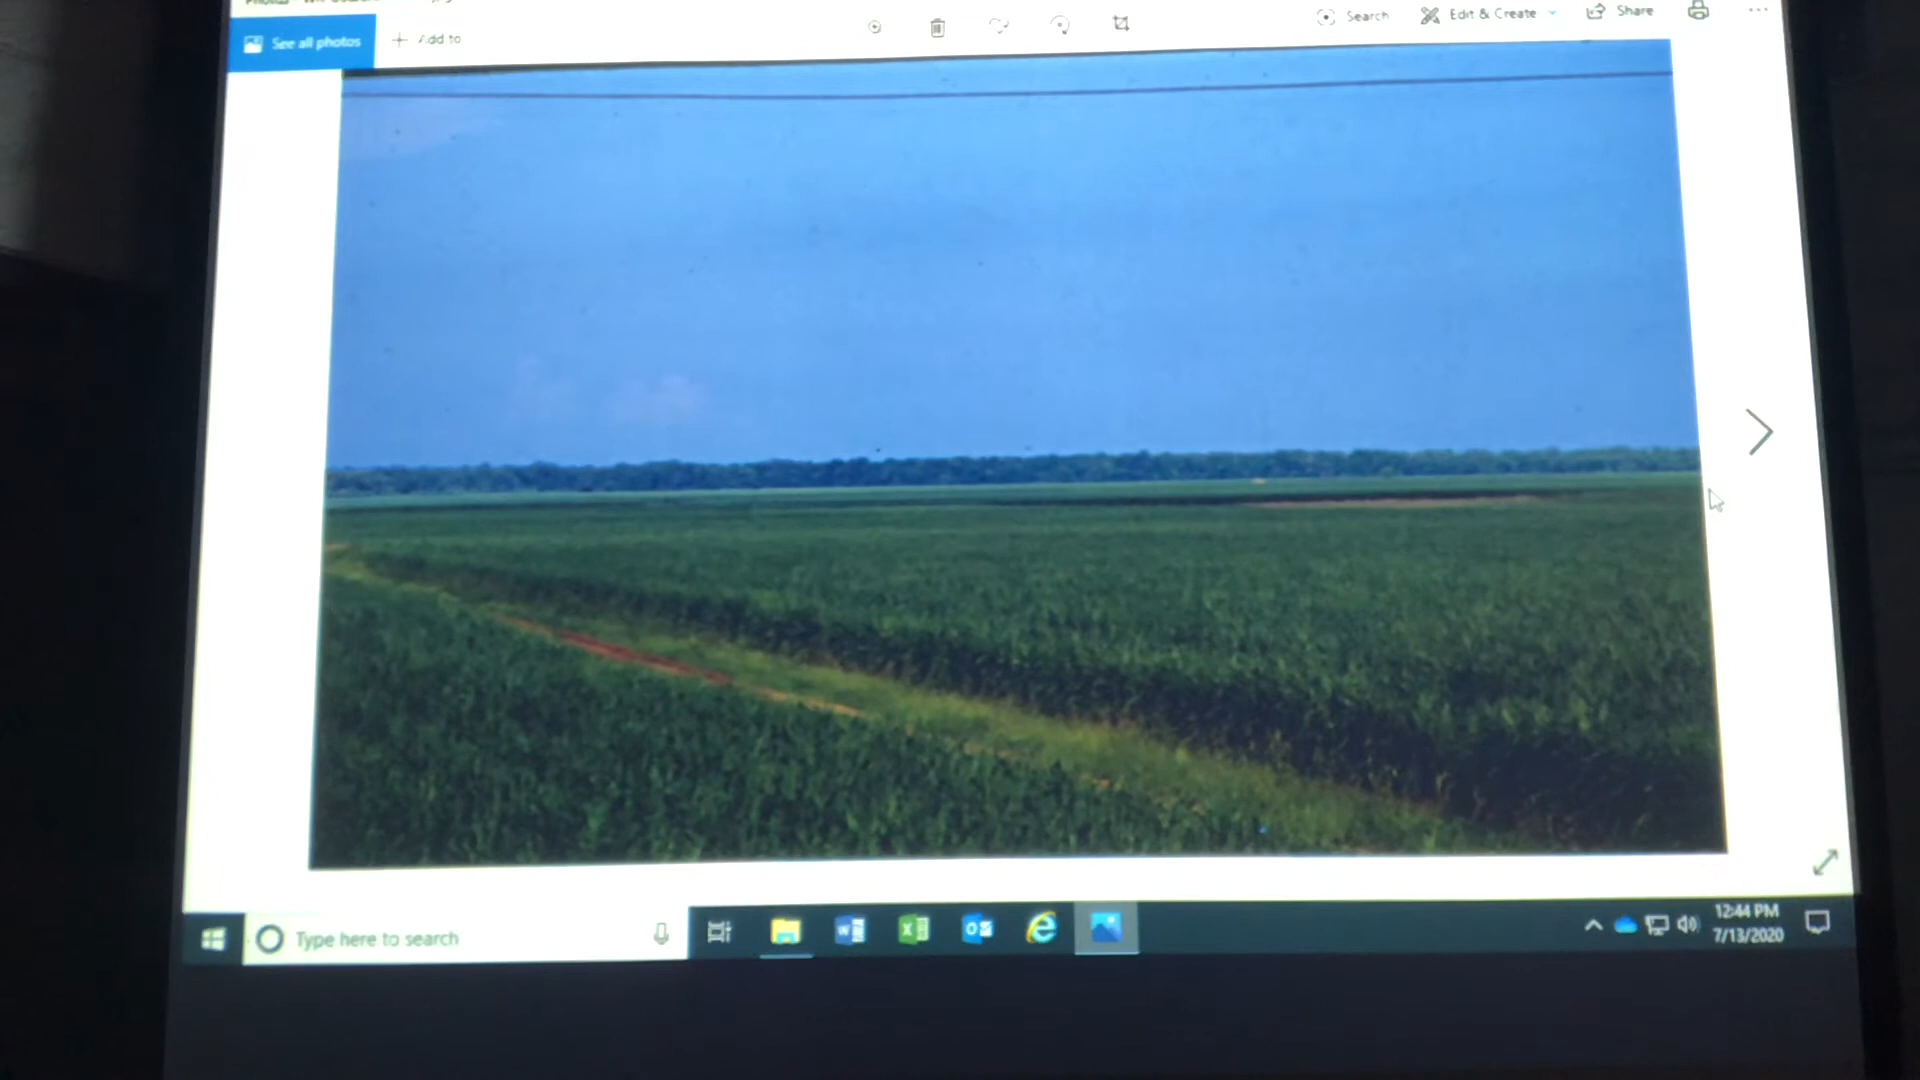 See all photos
Add to
Search
Edit & Create
Share
Type here to search
12:44 PM
7/13/2020